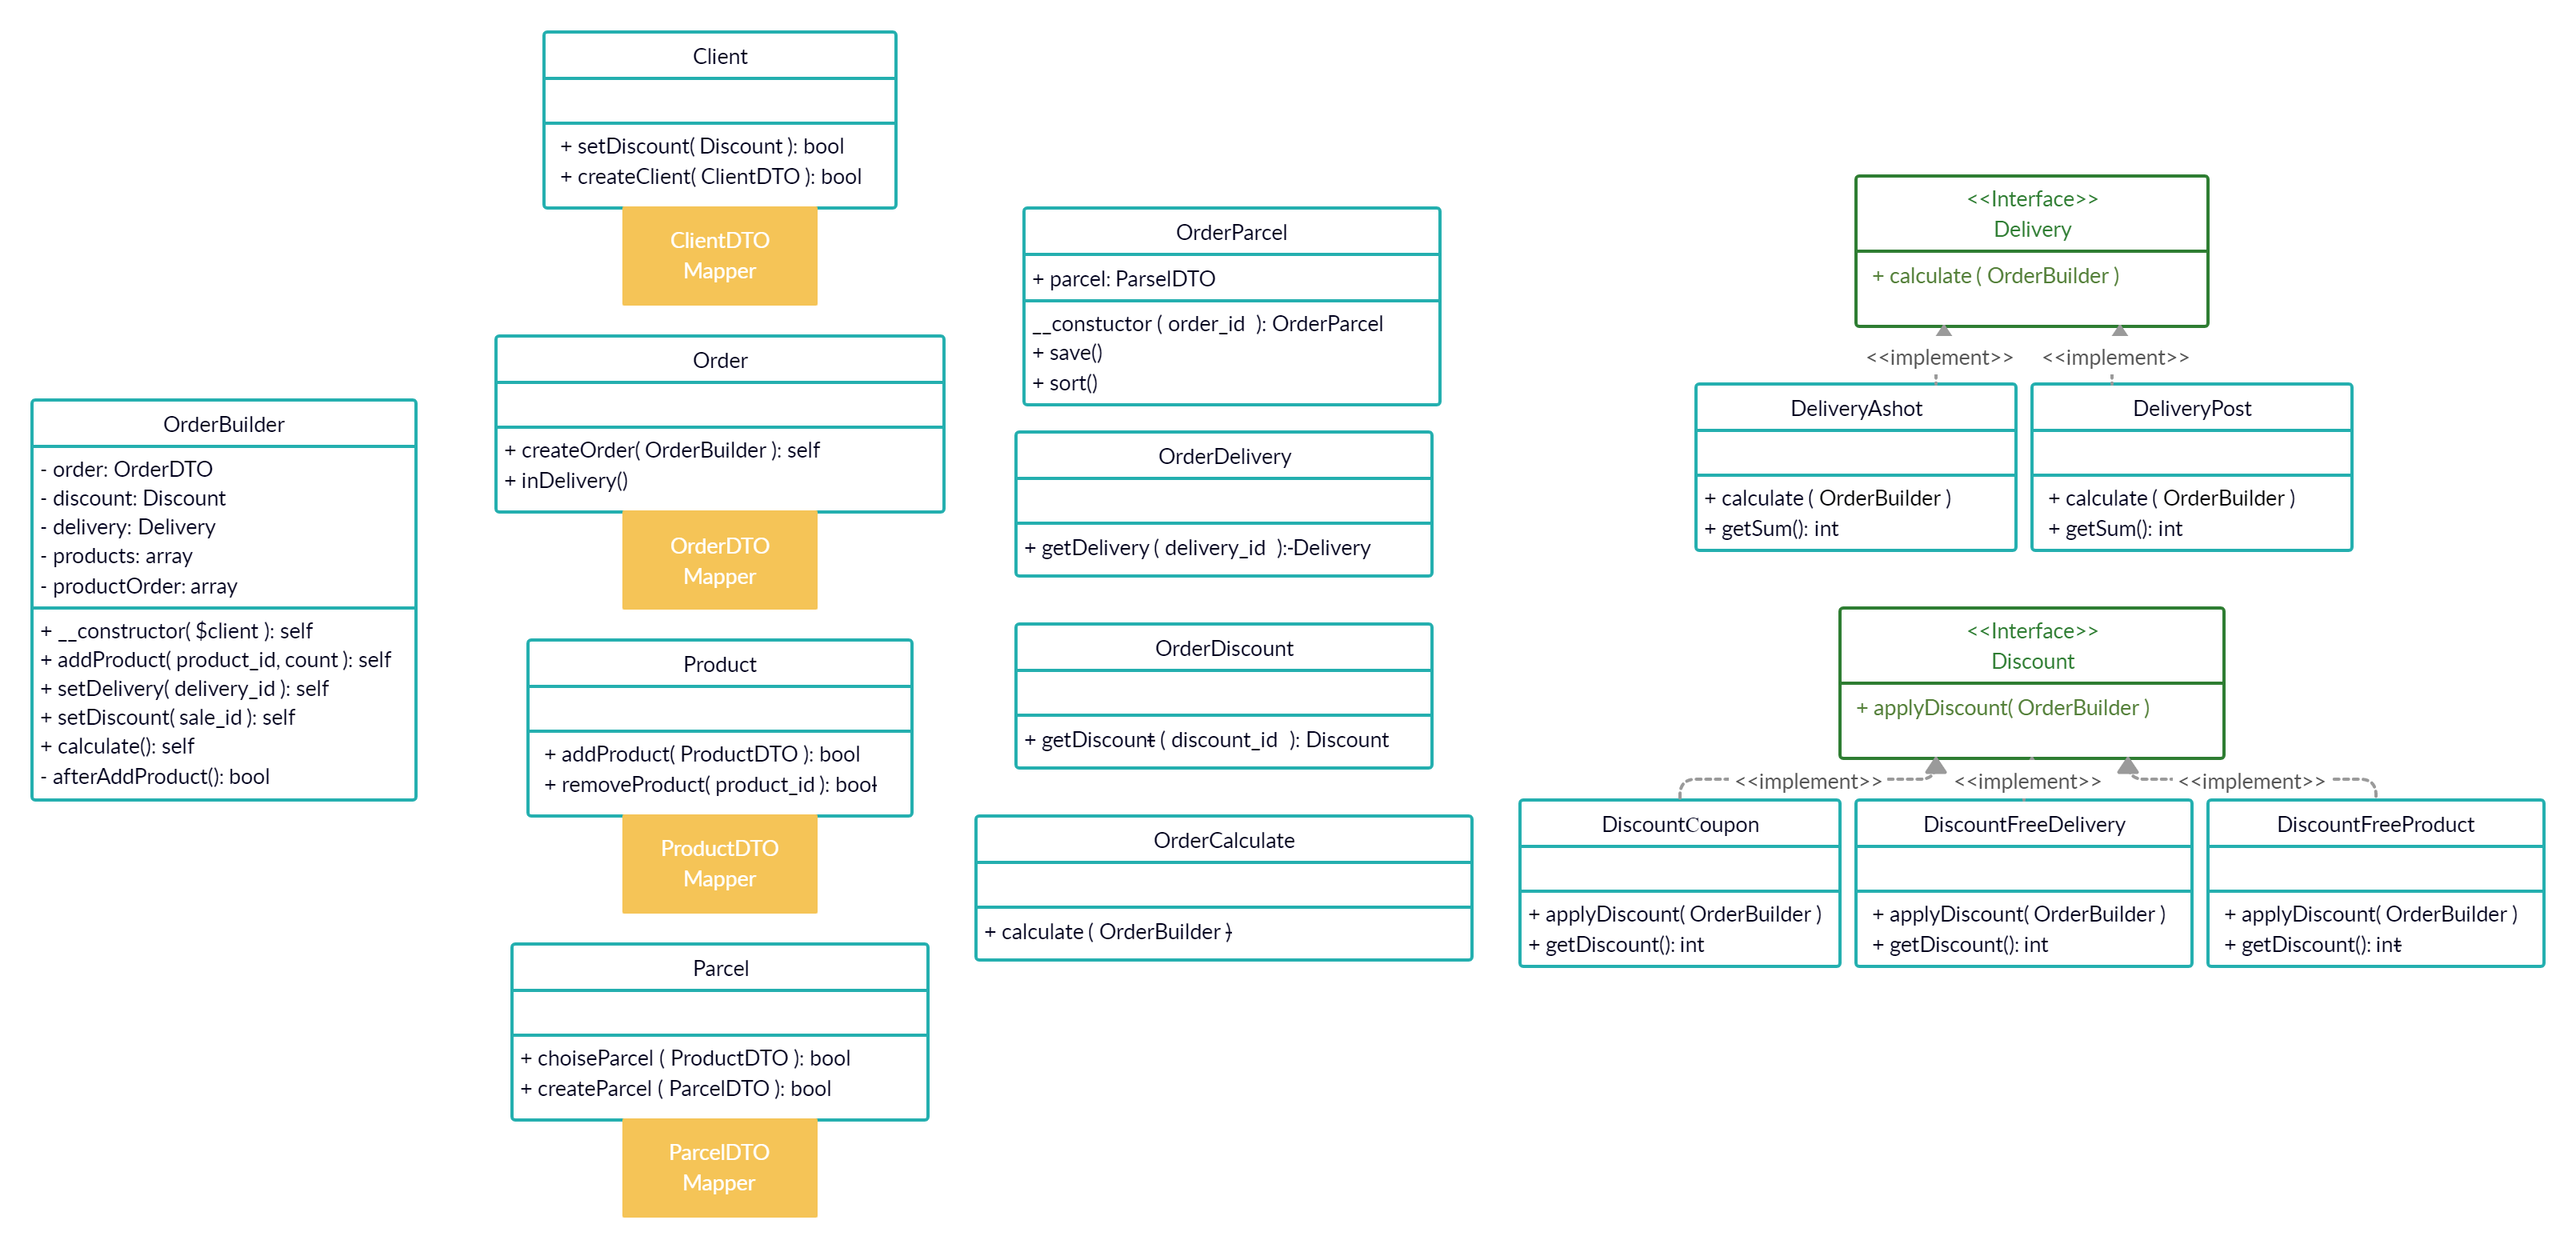 Client
+ setDiscount( Discount ): bool
+ createClient( ClientDTO ): bool
ClientDTO
Mapper
Order
+ createOrder( OrderBuilder ): self
+ inDelivery()
OrderDTO
Mapper
Product
+ addProduct( ProductDTO ): bool
+ removeProduct( product_id ): bool
ProductDTO
Mapper
Parcel
+ choiseParcel ( ProductDTO ): bool
+ createParcel ( ParcelDTO ): bool
ParcelDTO
Mapper
OrderBuilder
- order: OrderDTO
- discount: Discount
- delivery: Delivery
- products: array
- productOrder: array
+ __constructor( $client ): self
+ addProduct( product_id, count ): self
+ setDelivery( delivery_id ): self
+ setDiscount( sale_id ): self
+ calculate(): self
- afterAddProduct(): bool
OrderParcel
+ parcel: ParselDTO
__constuctor ( order_id ): OrderParcel
+ save()
+ sort()
OrderDelivery
+ getDelivery ( delivery_id ): Delivery
OrderDiscount
+ getDiscount ( discount_id ): Discount
OrderCalculate
+ calculate ( OrderBuilder )
<<Interface>>
Delivery
+ calculate ( OrderBuilder )
<<implement>>
<<implement>>
DeliveryAshot
+ calculate ( OrderBuilder )
+ getSum(): int
DeliveryPost
+ calculate ( OrderBuilder )
+ getSum(): int
<<Interface>>
Discount
+ applyDiscount( OrderBuilder )
<<implement>>
<<implement>>
<<implement>>
DiscountCoupon
+ applyDiscount( OrderBuilder )
+ getDiscount(): int
DiscountFreeDelivery
+ applyDiscount( OrderBuilder )
+ getDiscount(): int
DiscountFreeProduct
+ applyDiscount( OrderBuilder )
+ getDiscount(): int